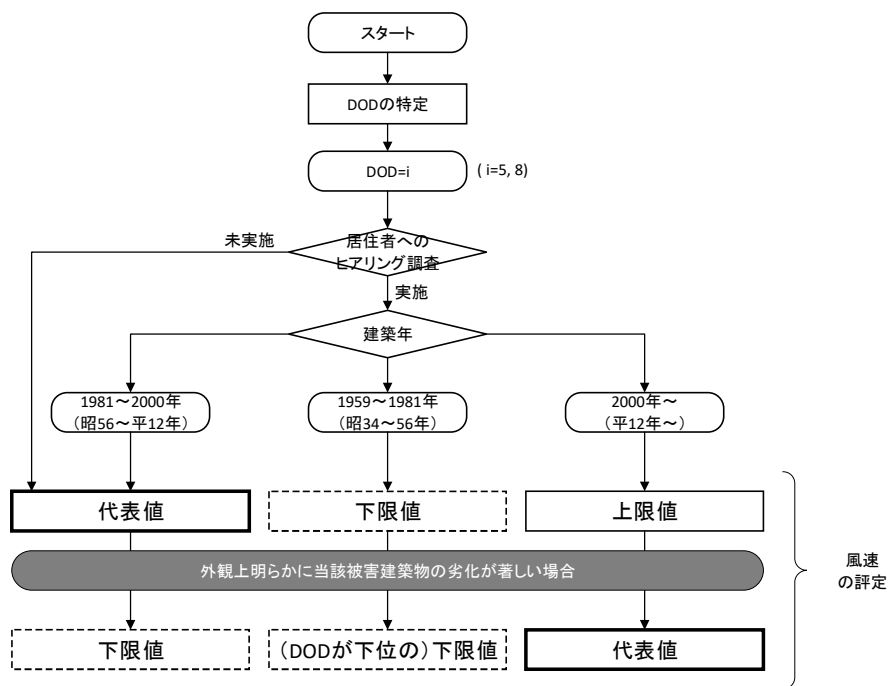 スタート
DODの特定
DOD=i
( i=5, 8)
居住者への
ヒアリング調査
未実施
実施
建築年
1981～2000年
（昭56～平12年）
1959～1981年
（昭34～56年）
2000年～
（平12年～）
代表値
下限値
上限値
外観上明らかに当該被害建築物の劣化が著しい場合
風速
の評定
下限値
（DODが下位の）下限値
代表値